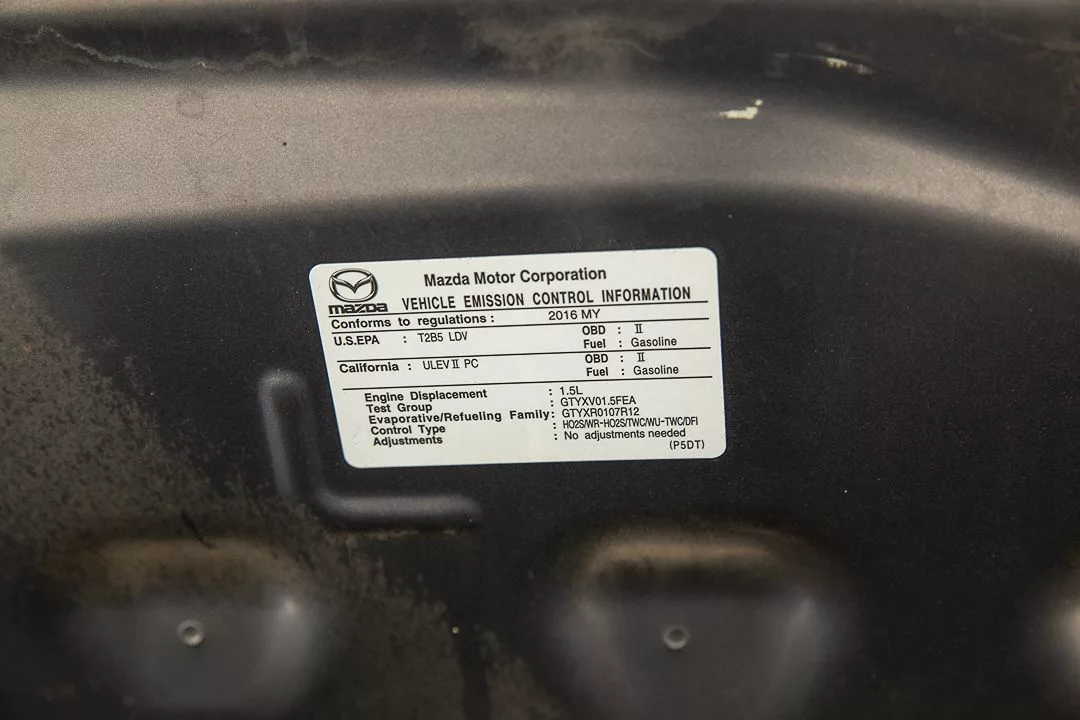 Mazda Motor Corporation
mazda
VEHICLE EMISSION CONTROL INFORMATION
Conforms to regulations : 2016 MY
U.S.EPA : T2B5 LDV OBD : II
Fuel : Gasoline
California : ULEV II PC OBD : II
Fuel : Gasoline
Engine Displacement : 1.5L
Test Group : GTYXV01.5FEA
Evaporative/Refueling Family: GTYXR0107R12
Control Type : HO2S/WR-HO2S/TWC/WU-TWC/DFI
Adjustments : No adjustments needed
(P5DT)